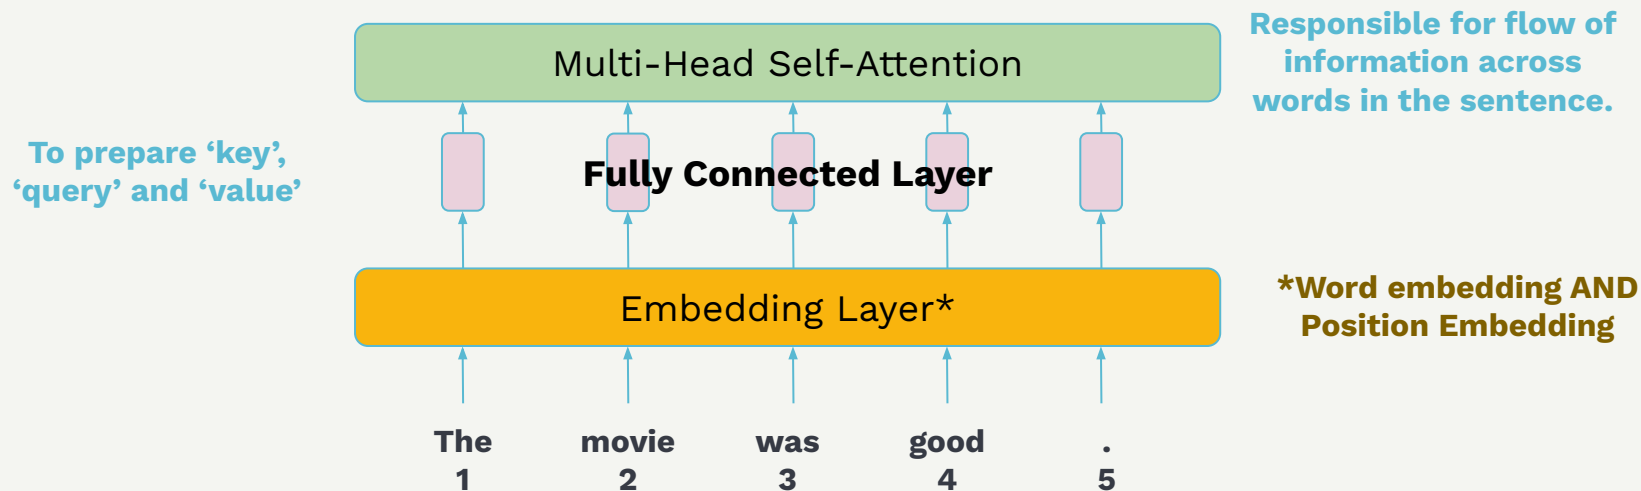 Responsible for flow of
information across
words in the sentence.
Multi-Head Self-Attention
To prepare ‘key’,
‘query’ and ‘value’
Fully Connected Layer
Embedding Layer*
*Word embedding AND
Position Embedding
The movie was good .
1 2 3 4 5